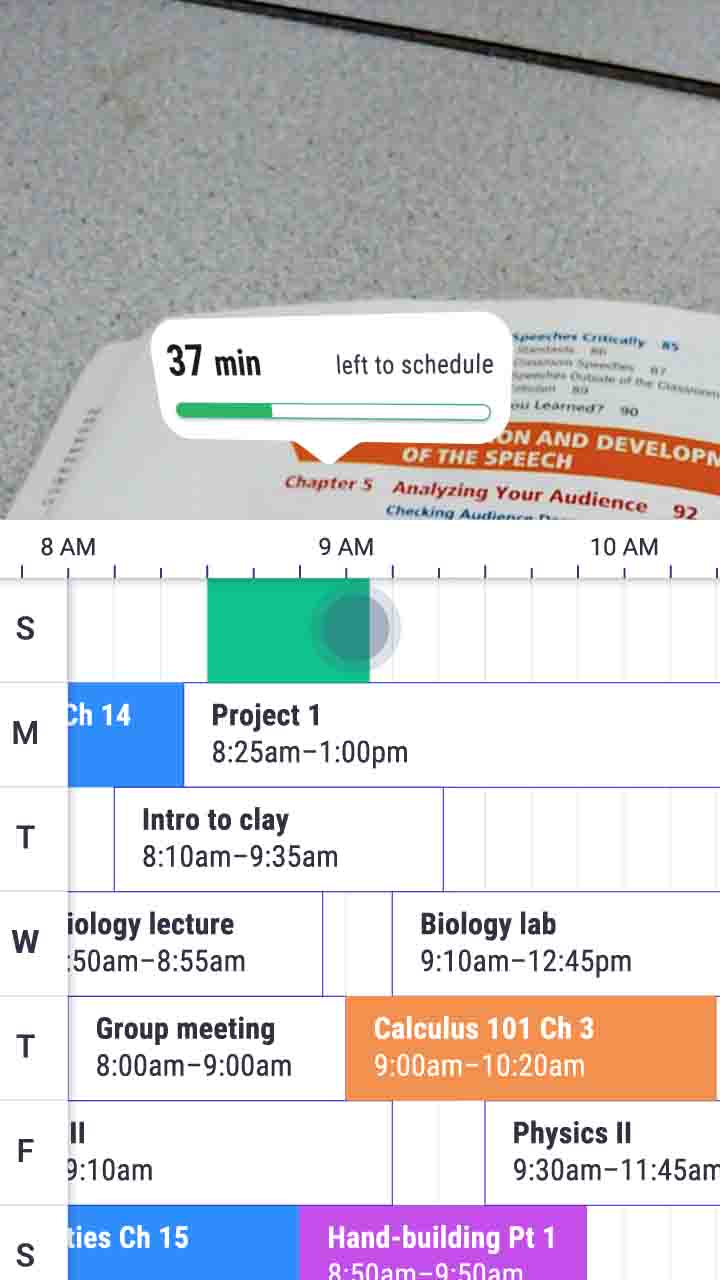 Speeches Critically 85
Standards 86
Classroom Speeches 87
Speeches Outside of the Classroom
89
ou Learned? 90
37 min
left to schedule
ON AND DEVELOPM
OF THE SPEECH
Chapter 5 Analyzing Your Audience 92
Checking Audience
8 AM
9 AM
10 AM
S
M
Ch 14
Project 1
8:25am–1:00pm
T
Intro to clay
8:10am–9:35am
W
iology lecture
:50am–8:55am
Biology lab
9:10am–12:45pm
T
Group meeting
8:00am–9:00am
Calculus 101 Ch 3
9:00am–10:20am
F
II
9:10am
Physics II
9:30am–11:45am
S
ties Ch 15
Hand-building Pt 1
8:50am–9:50am